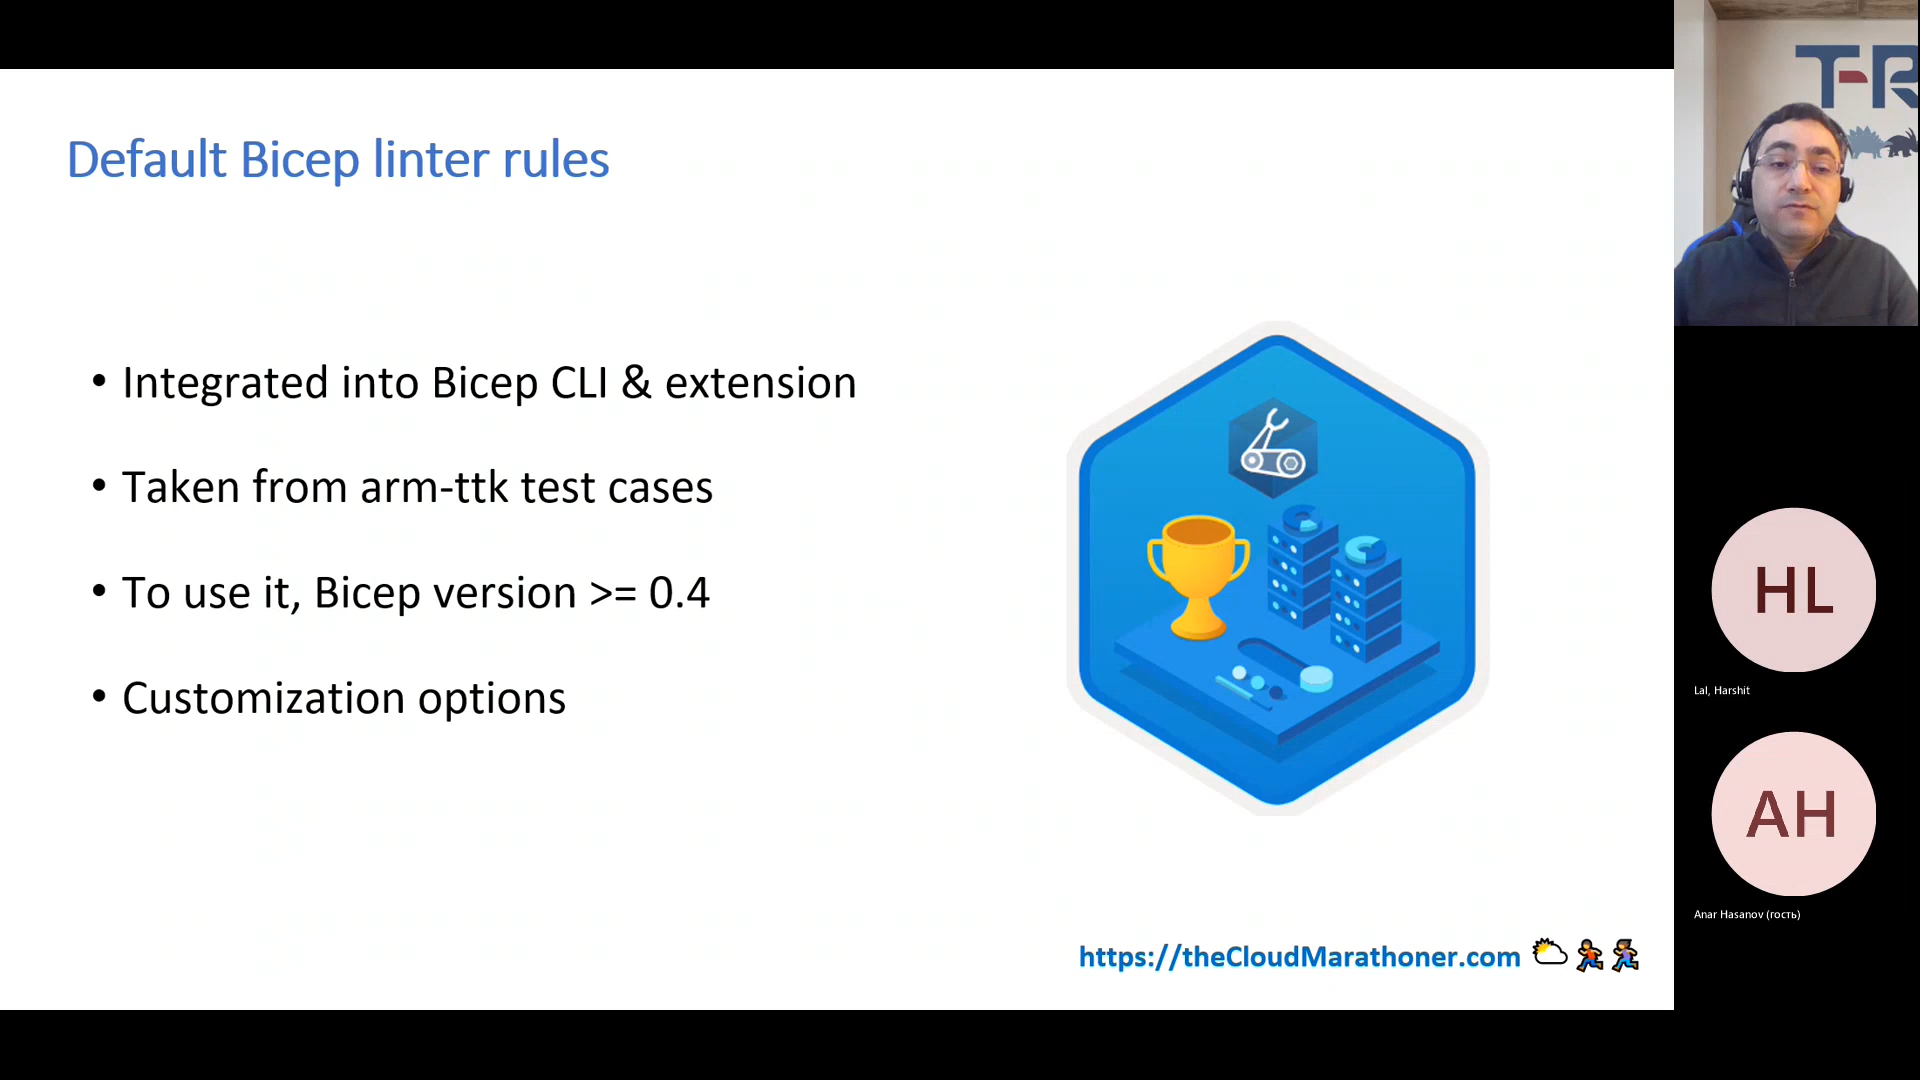 Default Bicep linter rules
• Integrated into Bicep CLI & extension
• Taken from arm-ttk test cases
• To use it, Bicep version >= 0.4
• Customization options
https://theCloudMarathoner.com
T-R
HL
Lal, Harshit
AH
Anar Hasanov (гость)